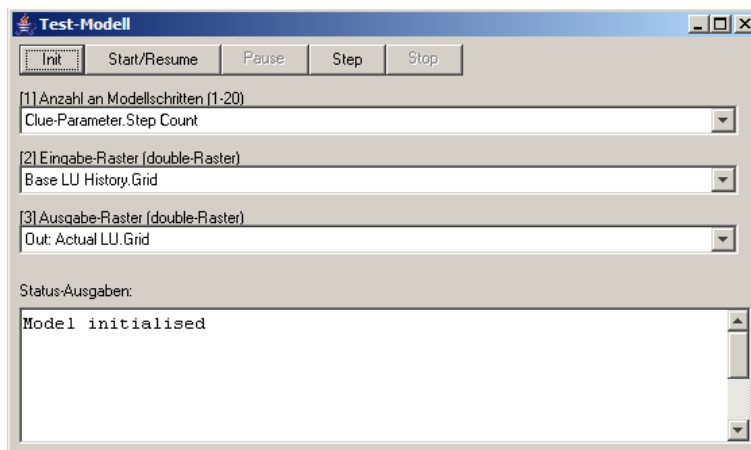 Test-Modell
Init Start/Resume Pause Step Stop
[1] Anzahl an Modellschritten (1-20)
Clue-Parameter.Step Count
[2] Eingabe-Raster (double-Raster)
Base LU History.Grid
[3] Ausgabe-Raster (double-Raster)
Out: Actual LU.Grid
Status-Ausgaben:
Model initialised